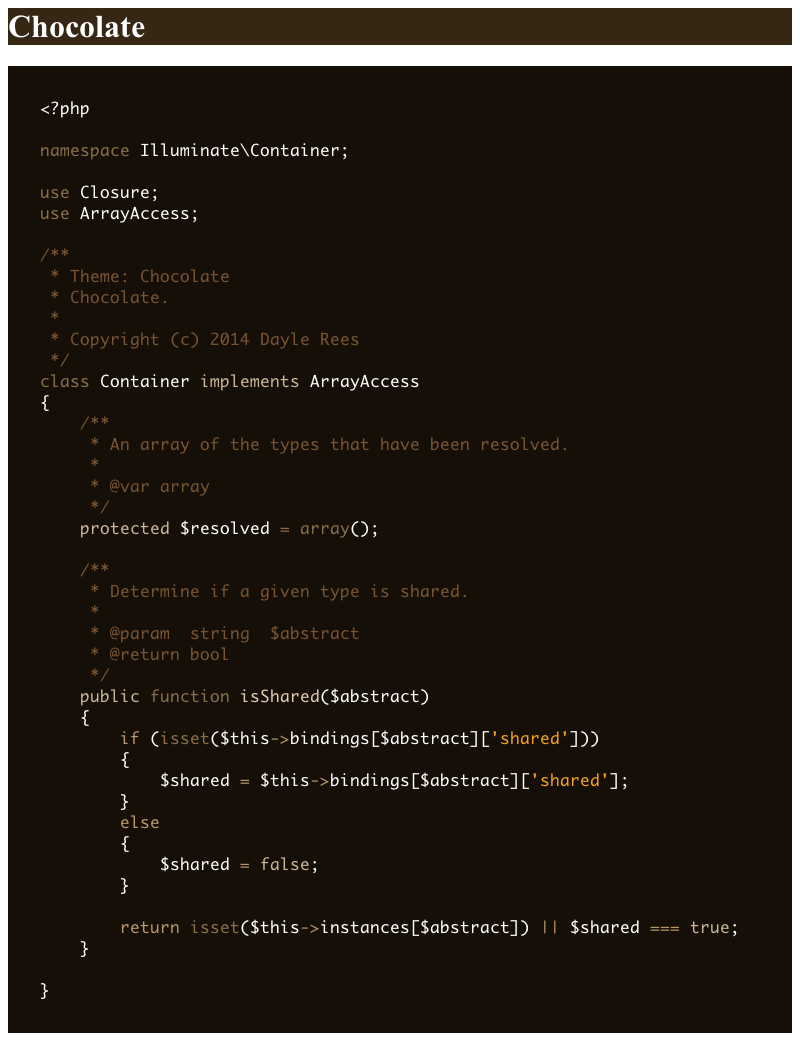 Chocolate
<?php
namespace Illuminate\Container;
use Closure;
use ArrayAccess;
/**
 * Theme: Chocolate
 * Chocolate.
 *
 * Copyright (c) 2014 Dayle Rees
 */
class Container implements ArrayAccess
{
    /**
     * An array of the types that have been resolved.
     *
     * @var array
     */
    protected $resolved = array();
    /**
     * Determine if a given type is shared.
     *
     * @param  string  $abstract
     * @return bool
     */
    public function isShared($abstract)
    {
        if (isset($this->bindings[$abstract]['shared']))
        {
            $shared = $this->bindings[$abstract]['shared'];
        }
        else
        {
            $shared = false;
        }
        return isset($this->instances[$abstract]) || $shared === true;
    }
}